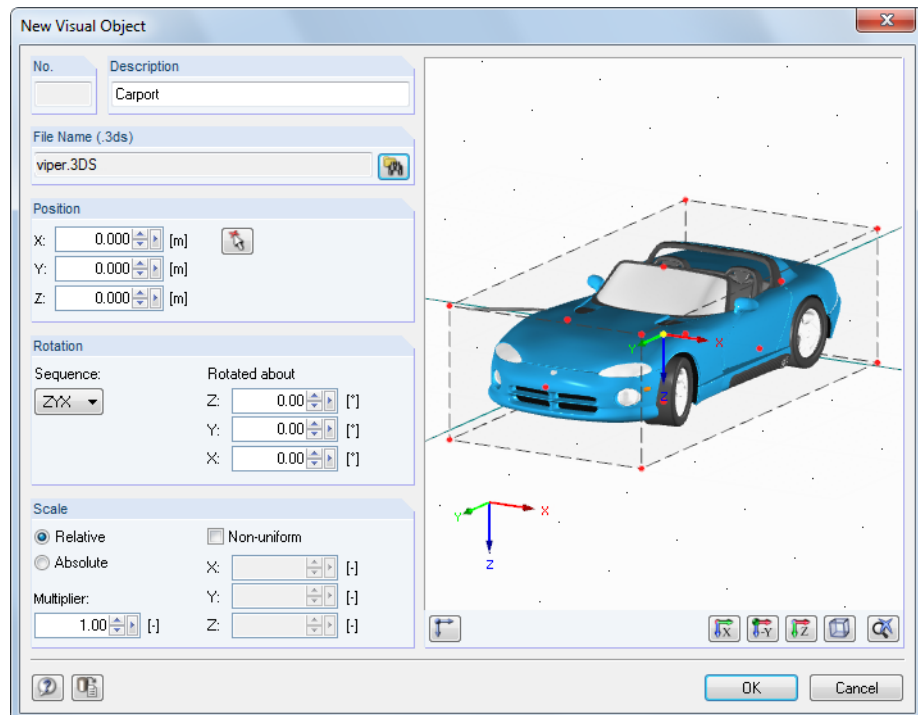 New Visual Object
No.
Description
Carport
File Name (.3ds)
viper.3DS
Position
X: 0.000 [m]
Y: 0.000 [m]
Z: 0.000 [m]
Rotation
Sequence:
Rotated about
ZYX
Z: 0.00 [°]
Y: 0.00 [°]
X: 0.00 [°]
Scale
Relative
Non-uniform
Absolute
X: [-]
Multiplier:
Y: [-]
1.00 [-]
Z: [-]
Y X
Z
Y X
Z
X -Y Z
OK Cancel